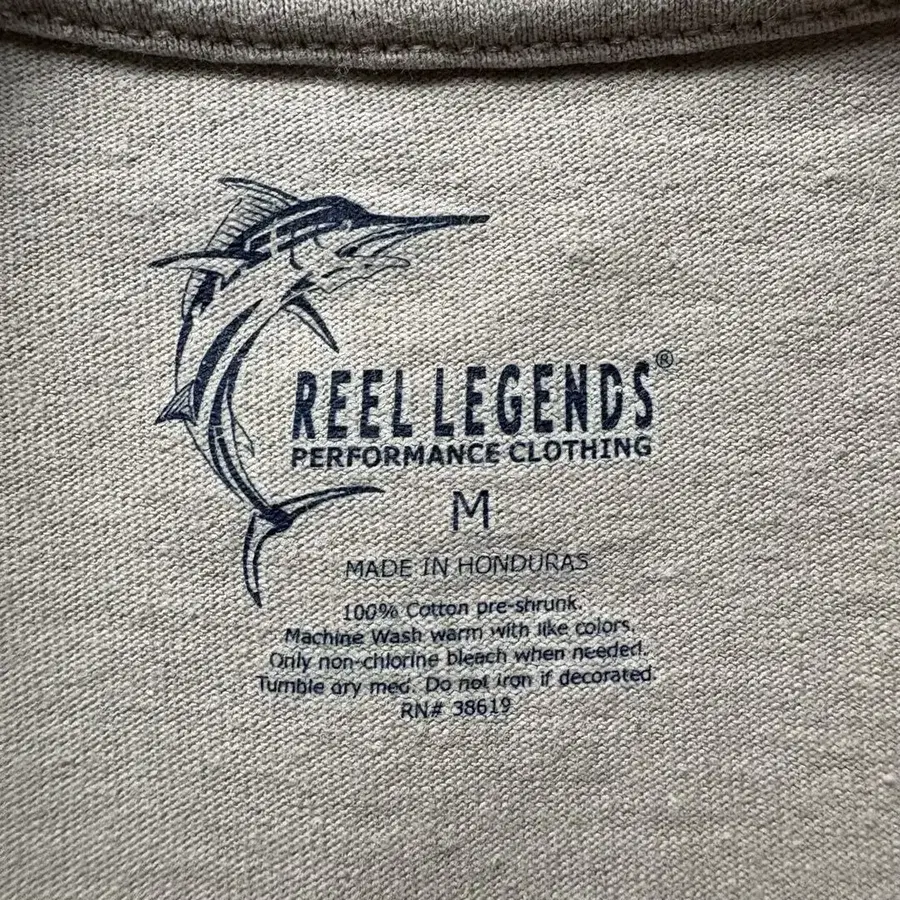 REEL LEGENDS®
PERFORMANCE CLOTHING
M
MADE IN HONDURAS
100% Cotton pre-shrunk.
Machine Wash warm with like colors.
Only non-chlorine bleach when needed.
Tumble dry med. Do not iron if decorated.
RN# 38619